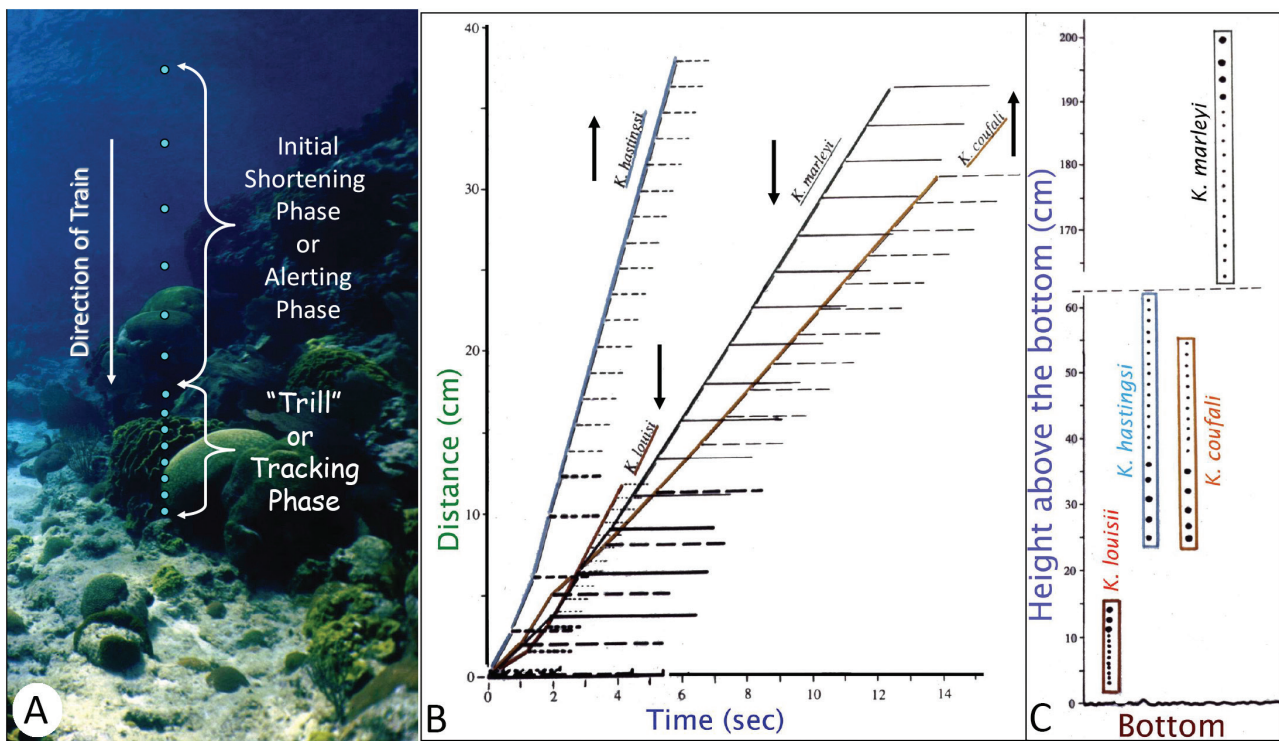 Direction of Train
Initial
Shortening
Phase
or
Alerting
Phase
“Trill”
or
Tracking
Phase
A
40
30
20
10
0
Distance (cm)
K. hastingsi
K. louisi
K. marleyi
K. coufali
0 2 4 6 8 10 12 14
Time (sec)
B
200
190
180
170
60
50
40
30
20
10
0
Height above the bottom (cm)
K. marleyi
K. hastingsi
K. coufali
K. louisii
C
Bottom